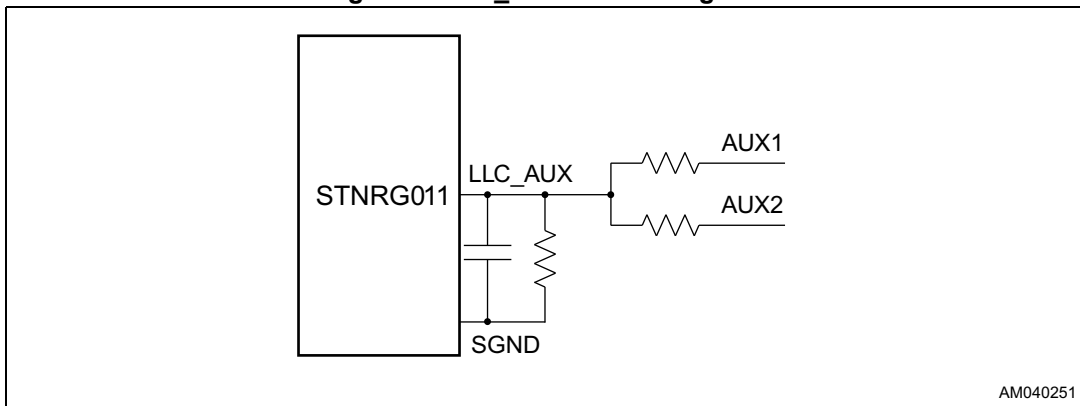 AUX1
LLC_AUX
STNRG011
AUX2
SGND
AM040251